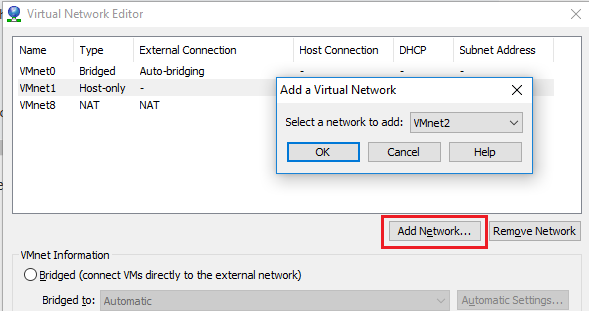 Virtual Network Editor
Name Type External Connection Host Connection DHCP Subnet Address
VMnet0 Bridged Auto-bridging - - -
VMnet1 Host-only -
VMnet8 NAT NAT
Add a Virtual Network
Select a network to add: VMnet2
OK Cancel Help
Add Network... Remove Network
VMnet Information
Bridged (connect VMs directly to the external network)
Bridged to: Automatic Automatic Settings...